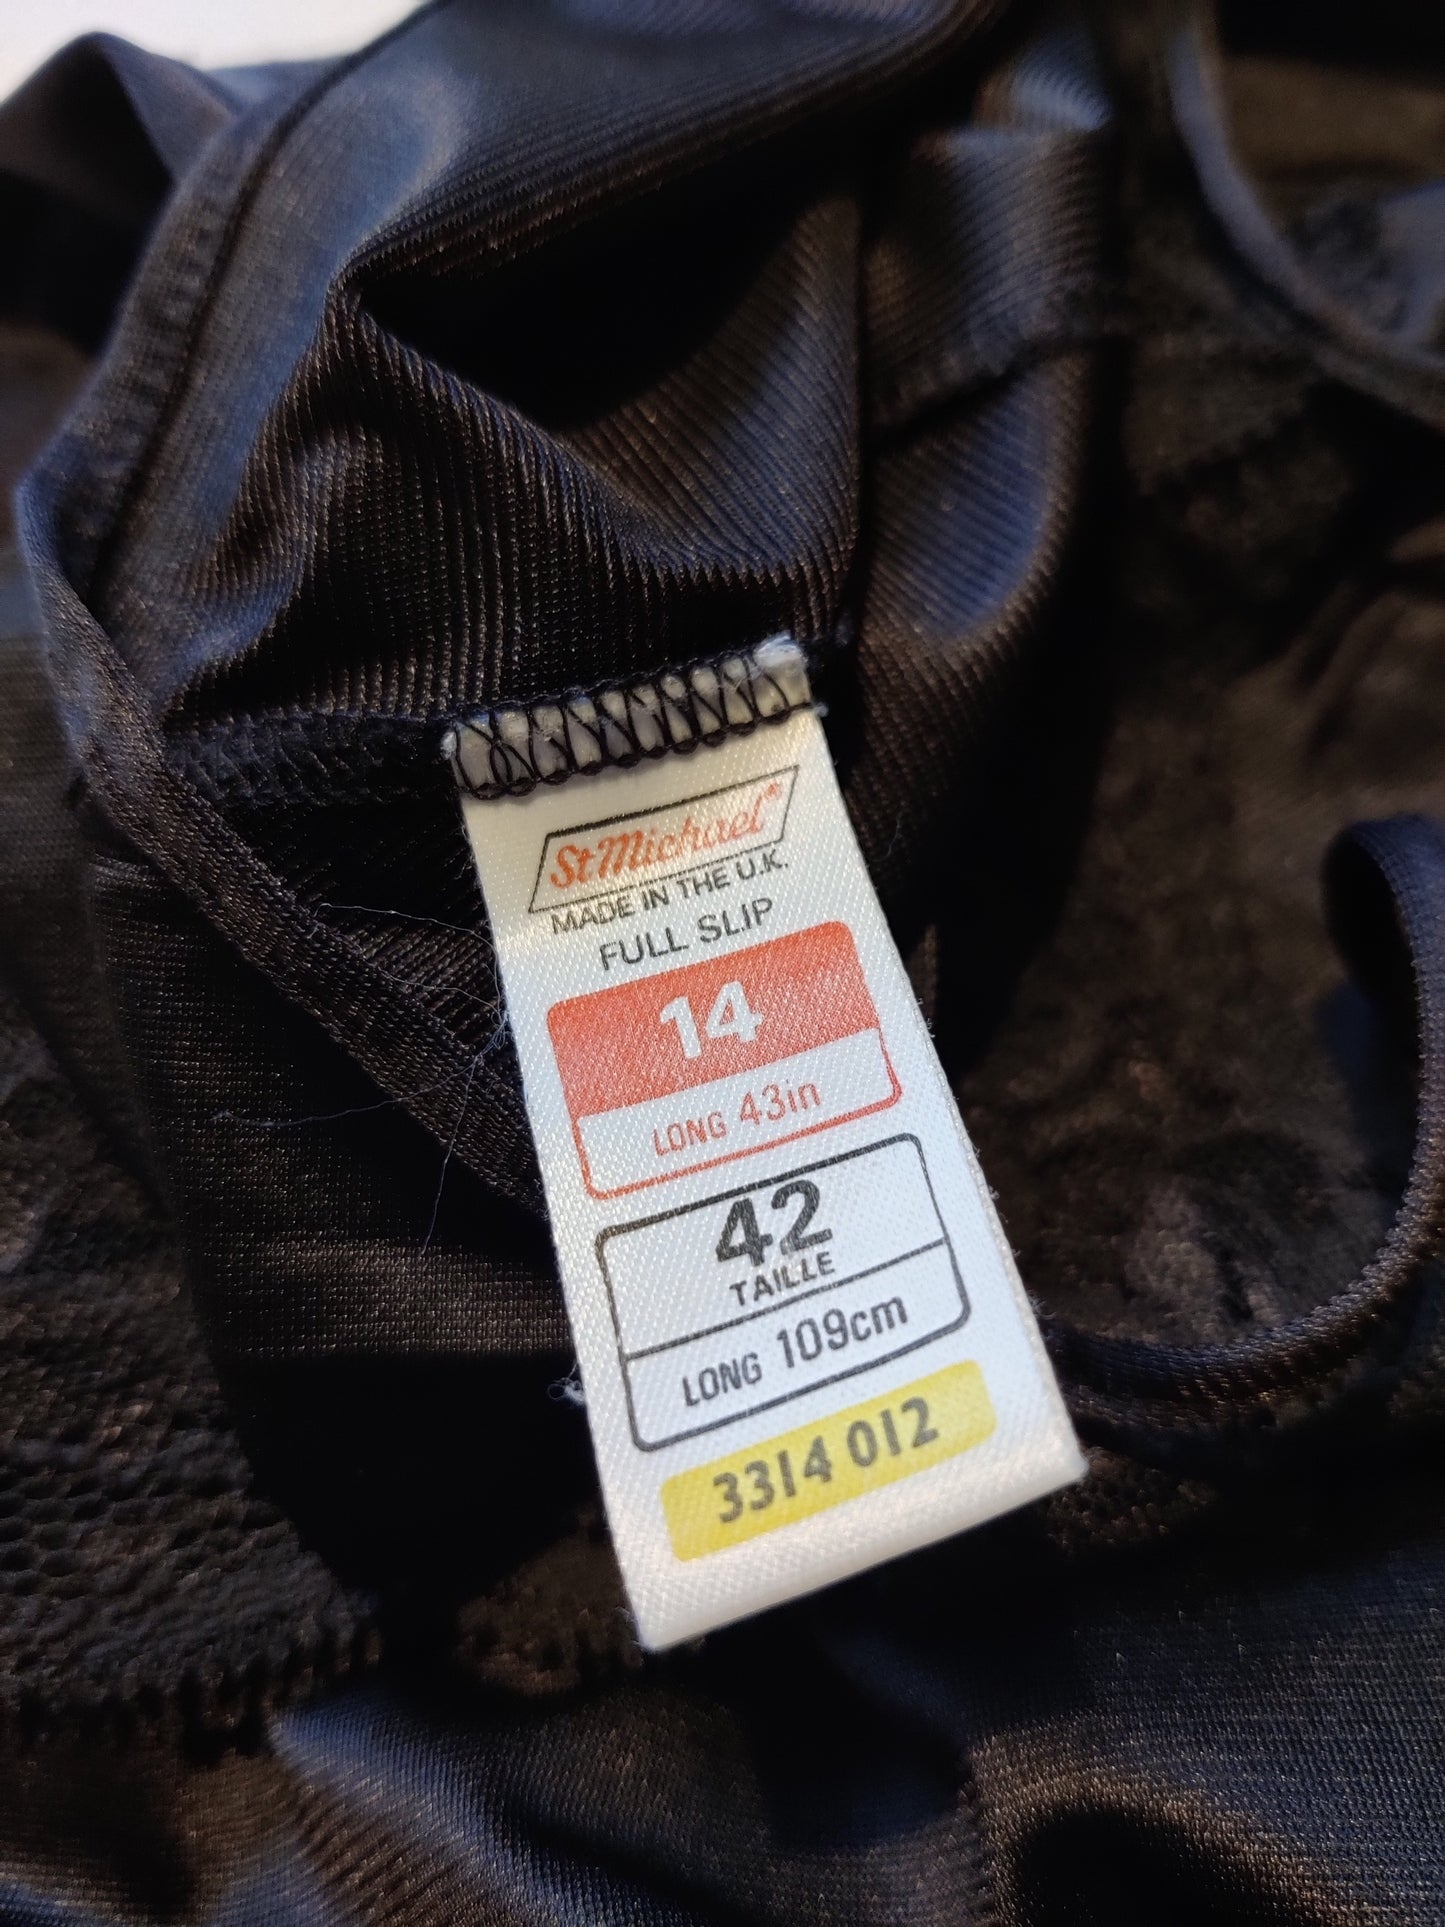 St Michael®
MADE IN THE U.K.
FULL SLIP
14
LONG 43in
42
TAILLE
LONG 109cm
3314 012